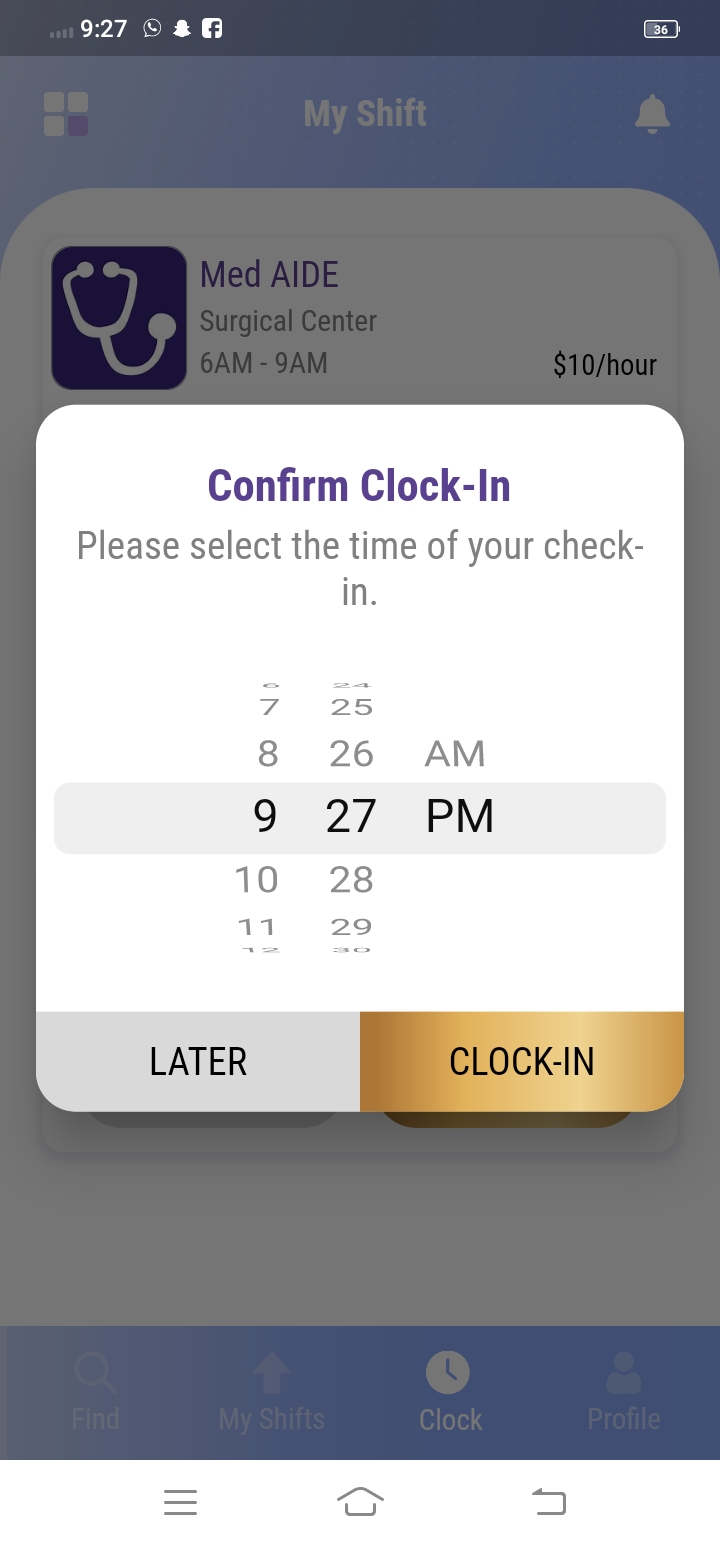 9:27
36
My Shift
Med AIDE
Surgical Center
6AM - 9AM
$10/hour
Confirm Clock-In
Please select the time of your check-
in.
6 24
7 25
8 26 AM
9 27 PM
10 28
11 29
12 30
LATER CLOCK-IN
Find My Shifts Clock Profile